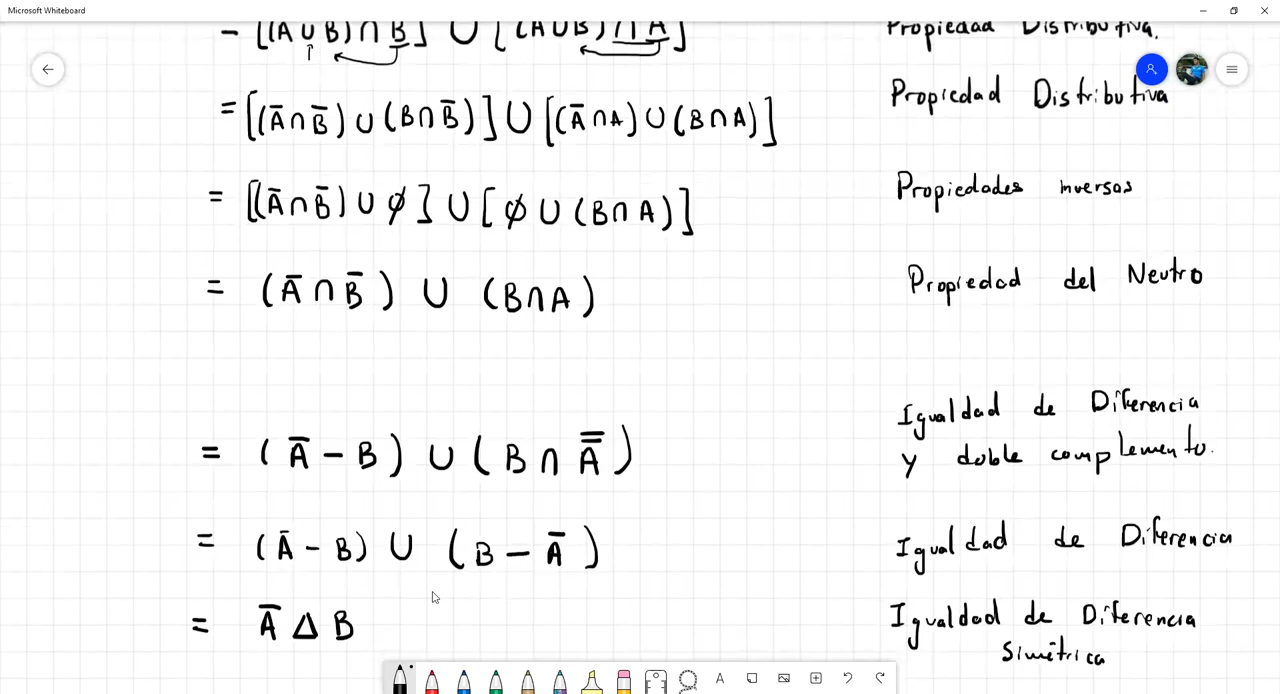 Microsoft Whiteboard
= [(A̅ ∪ B) ∩ B̅] ∪ [(A̅ ∪ B) ∩ A] Propiedad Distributiva.
= [(A̅ ∩ B̅) ∪ (B ∩ B̅)] ∪ [(A̅ ∩ A) ∪ (B ∩ A)] Propiedad Distributiva
= [(A̅ ∩ B̅) ∪ ∅] ∪ [∅ ∪ (B ∩ A)] Propiedades inversas
= (A̅ ∩ B̅) ∪ (B ∩ A) Propiedad del Neutro
= (A̅ − B) ∪ (B ∩ A̿) Igualdad de Diferencia
y doble complemento.
= (A̅ − B) ∪ (B − A̅) Igualdad de Diferencia
= A̅ Δ B Igualdad de Diferencia
Simétrica
A